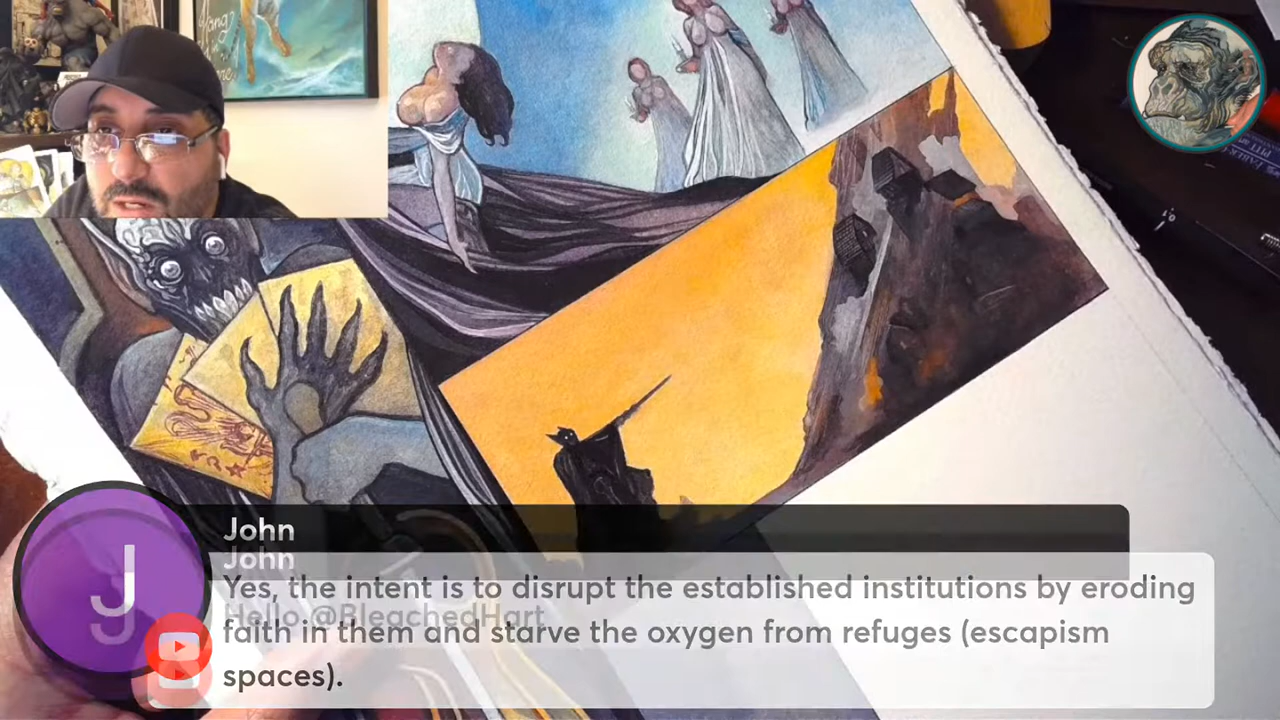 John
John
Yes, the intent is to disrupt the established institutions by eroding
Hello @BleachedHart
faith in them and starve the oxygen from refuges (escapism
spaces).
J
J